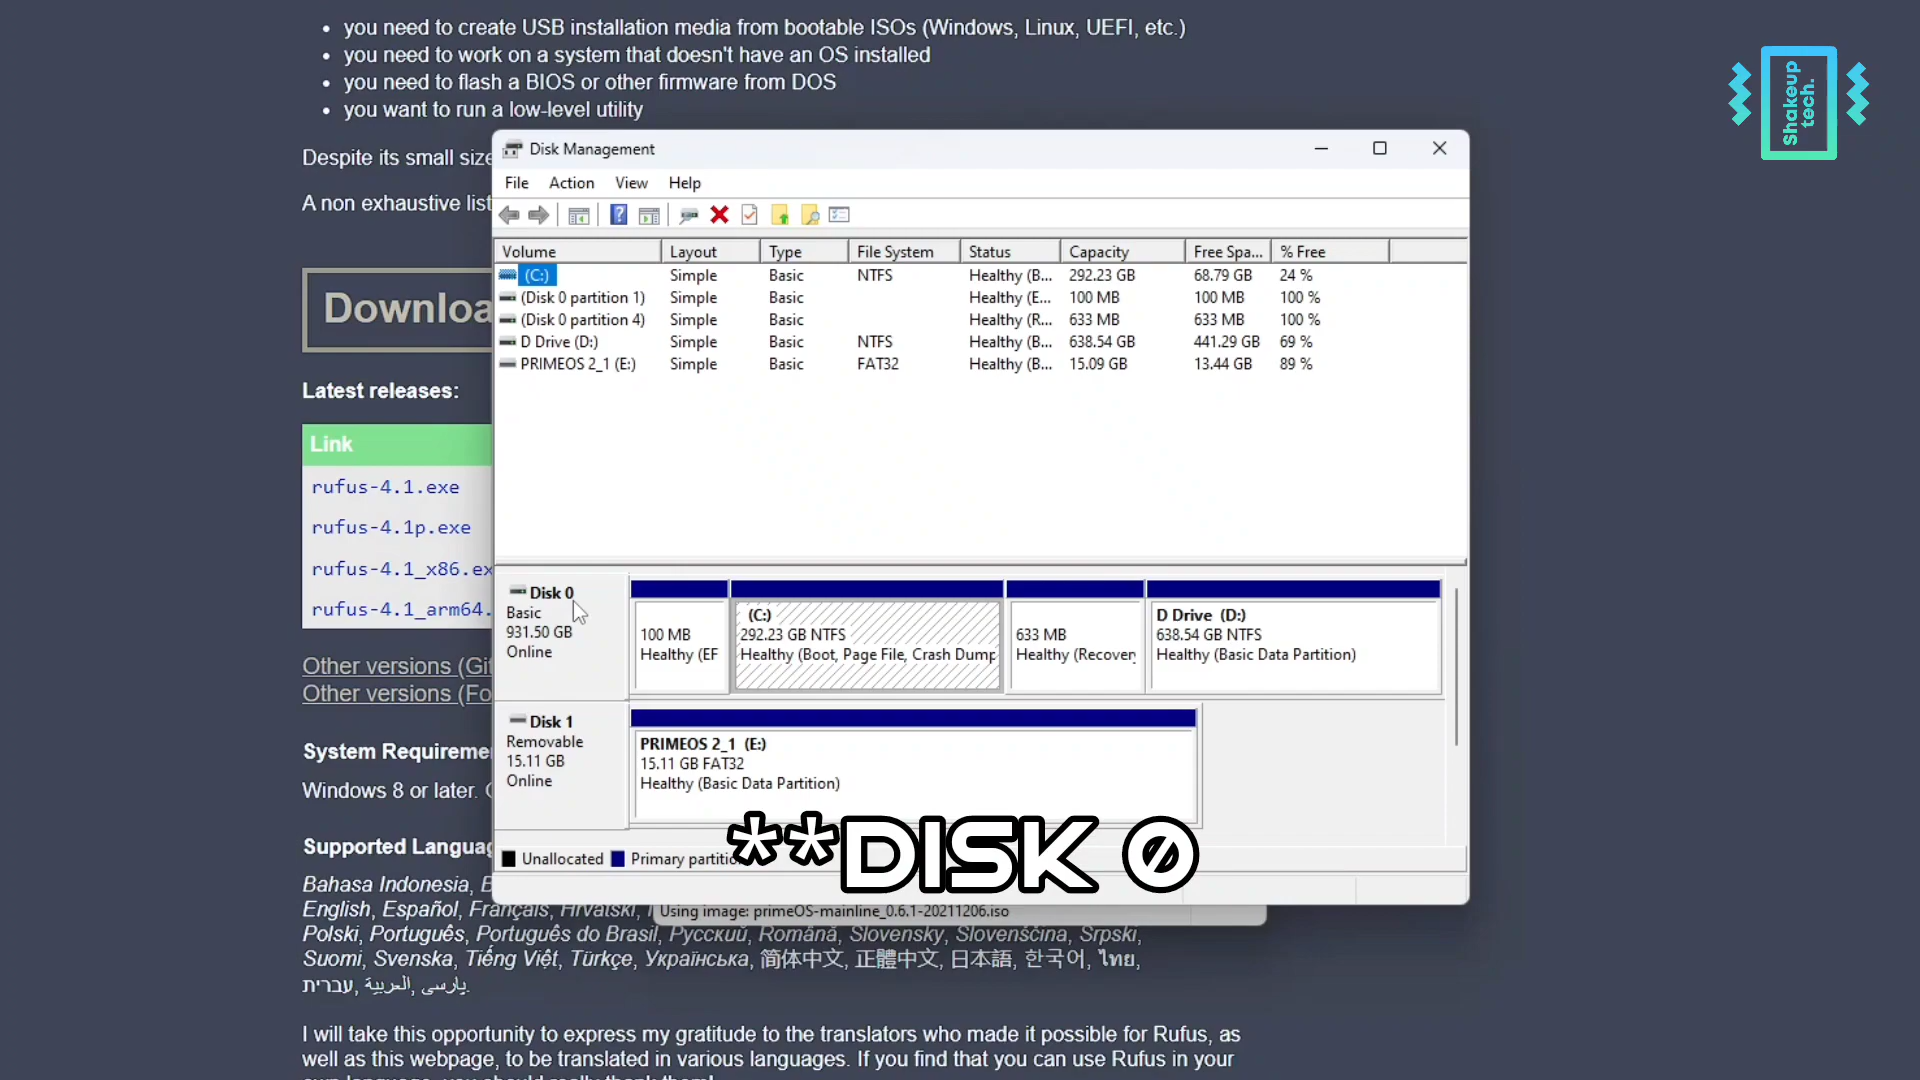 • you need to create USB installation media from bootable ISOs (Windows, Linux, UEFI, etc.)
• you need to work on a system that doesn't have an OS installed
• you need to flash a BIOS or other firmware from DOS
• you want to run a low-level utility
Shakeup
tech.
Despite its small size
A non exhaustive list
Download
Latest releases:
Link
rufus-4.1.exe
rufus-4.1p.exe
rufus-4.1_x86.ex
rufus-4.1_arm64.
Other versions (Git
Other versions (Fo
System Requiremen
Windows 8 or later.
Supported Languag
Bahasa Indonesia, B
English, Español, Français, Hrvatski,
Polski, Português, Português do Brasil, Русский, Română, Slovensky, Slovenščina, Srpski,
Suomi, Svenska, Tiếng Việt, Türkçe, Українська, 简体中文, 正體中文, 日本語, 한국어, ไทย,
עברית, العربية, پارسی.
I will take this opportunity to express my gratitude to the translators who made it possible for Rufus, as
well as this webpage, to be translated in various languages. If you find that you can use Rufus in your
own language, you should really thank them!
Disk Management
File Action View Help
Volume Layout Type File System Status Capacity Free Spa... % Free
(C:) Simple Basic NTFS Healthy (B... 292.23 GB 68.79 GB 24 %
(Disk 0 partition 1) Simple Basic Healthy (E... 100 MB 100 MB 100 %
(Disk 0 partition 4) Simple Basic Healthy (R... 633 MB 633 MB 100 %
D Drive (D:) Simple Basic NTFS Healthy (B... 638.54 GB 441.29 GB 69 %
PRIMEOS 2_1 (E:) Simple Basic FAT32 Healthy (B... 15.09 GB 13.44 GB 89 %
Disk 0
Basic
931.50 GB
Online
100 MB
Healthy (EF
(C:)
292.23 GB NTFS
Healthy (Boot, Page File, Crash Dump
633 MB
Healthy (Recovery
D Drive (D:)
638.54 GB NTFS
Healthy (Basic Data Partition)
Disk 1
Removable
15.11 GB
Online
PRIMEOS 2_1 (E:)
15.11 GB FAT32
Healthy (Basic Data Partition)
Unallocated Primary partition
**DISK 0
Using image: primeOS-mainline_0.6.1-20211206.iso